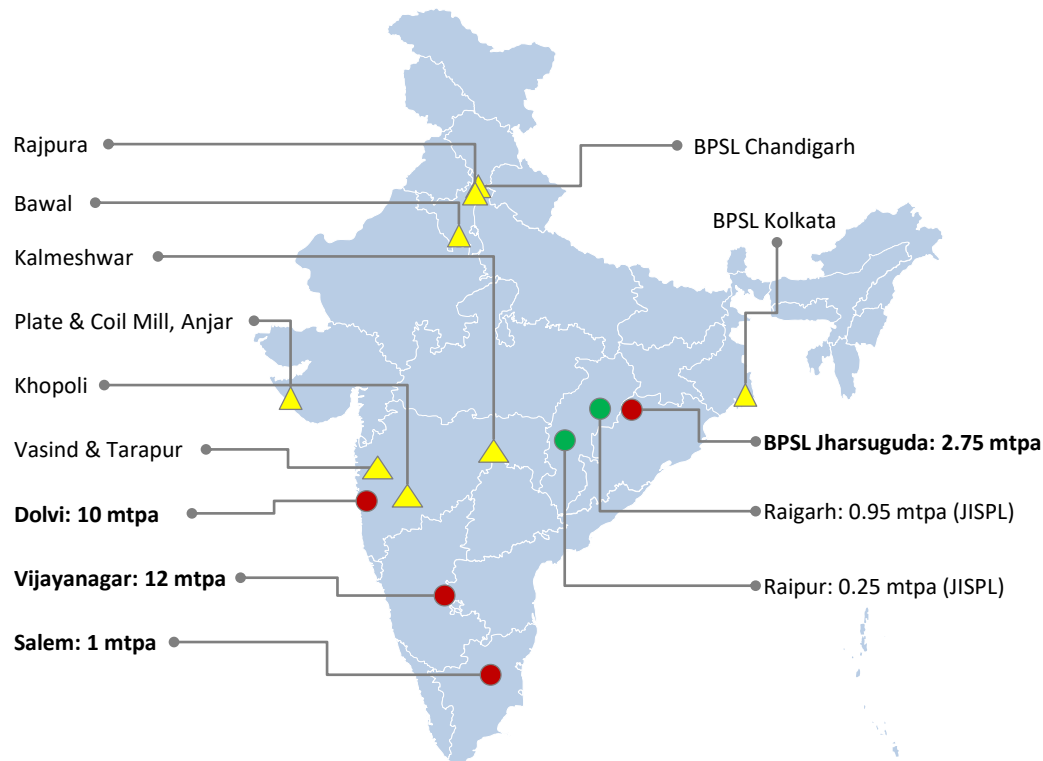 Rajpura
Bawal
Kalmeshwar
Plate & Coil Mill, Anjar
Khopoli
Vasind & Tarapur
Dolvi: 10 mtpa
Vijayanagar: 12 mtpa
Salem: 1 mtpa
BPSL Chandigarh
BPSL Kolkata
BPSL Jharsuguda: 2.75 mtpa
Raigarh: 0.95 mtpa (JISPL)
Raipur: 0.25 mtpa (JISPL)